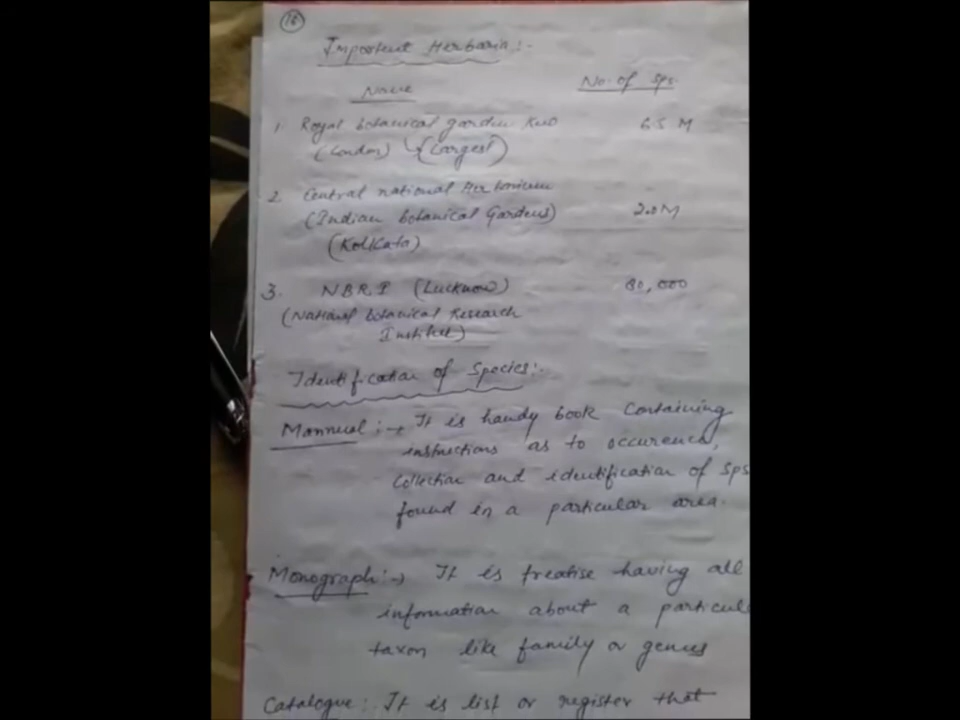 18
Important Herbaria:-
Name No. of Sps.
1. Royal botanical garden Kew 6.5 M
(London) (Largest)
2. Central national Herbarium
(Indian botanical Gardens) 2.0M
(Kolkata)
3. NBRI (Lucknow) 80,000
(National botanical Research
Institute)
Identification of Species:-
Mannual:→ It is handy book containing
instructions as to occurence,
collection and identification of sps
found in a particular area.
Monograph:→ It is treatise having all
information about a particul
taxon like family or genus
Catalogue: It is list or register that